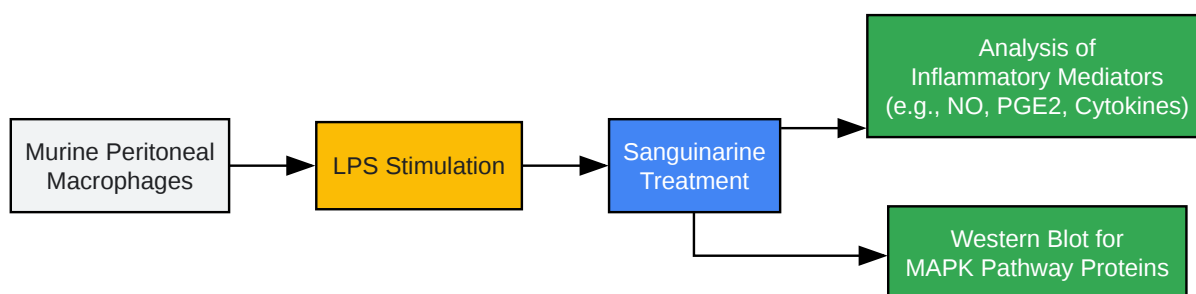 Murine Peritoneal
Macrophages
LPS Stimulation
Sanguinarine
Treatment
Analysis of
Inflammatory Mediators
(e.g., NO, PGE2, Cytokines)
Western Blot for
MAPK Pathway Proteins